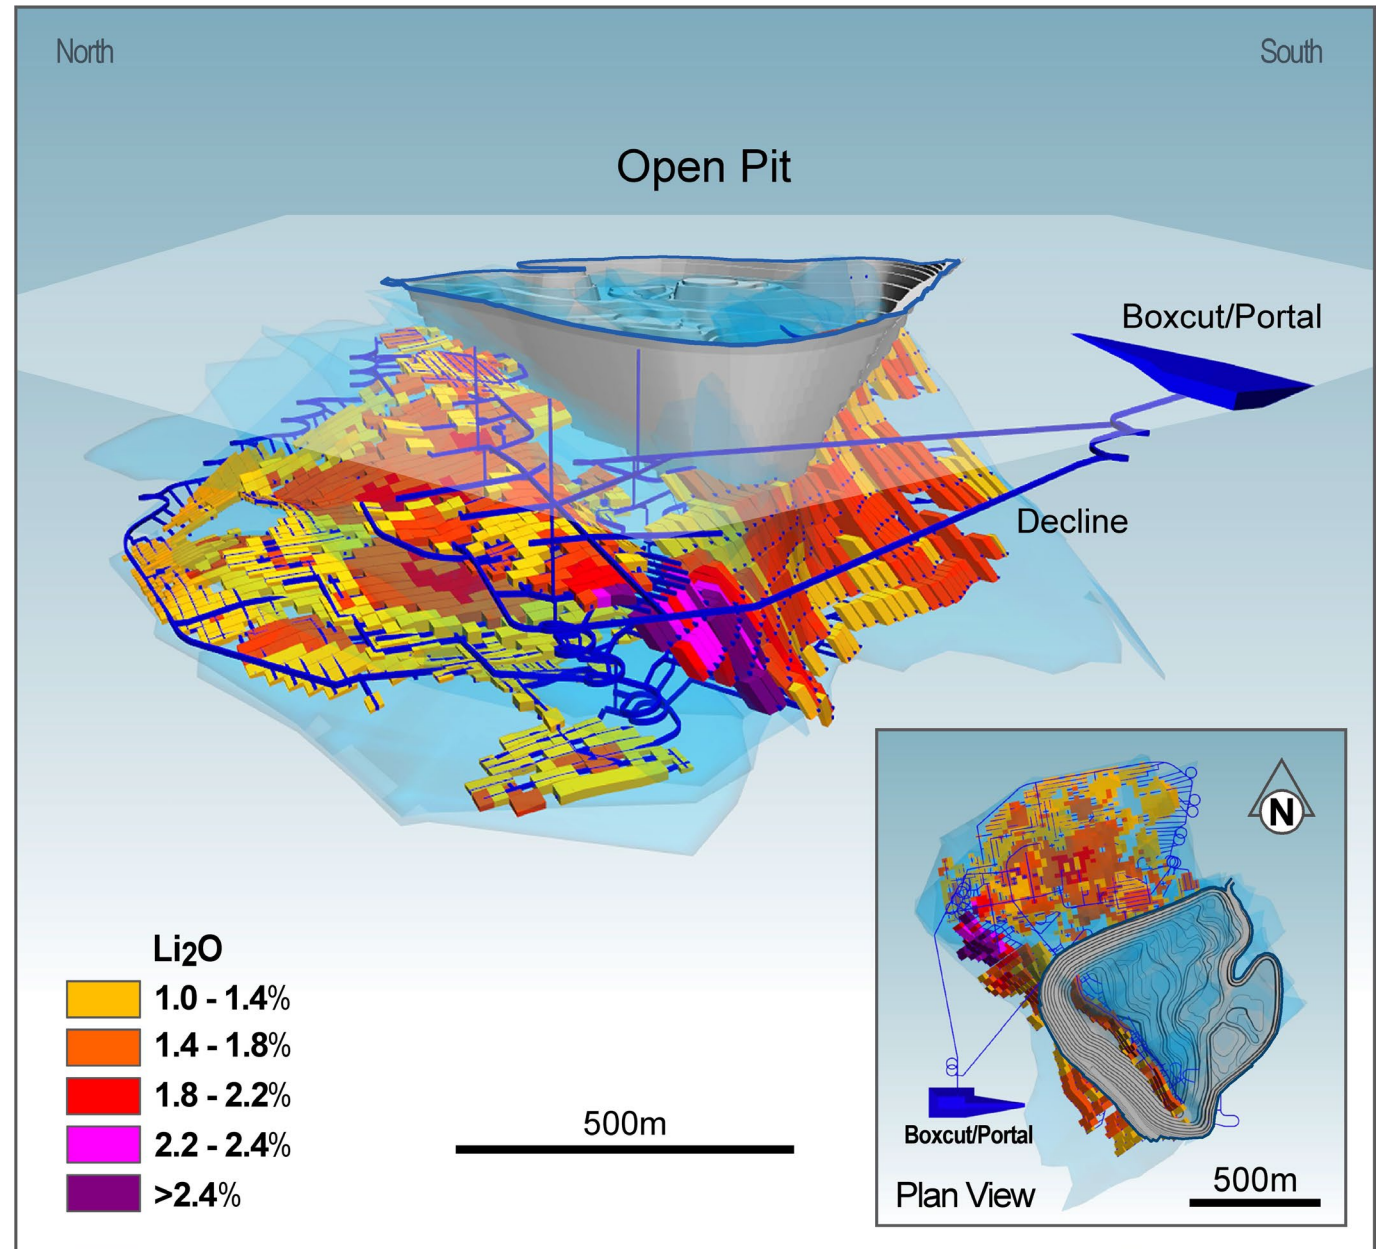 North
South
Open Pit
Boxcut/Portal
Decline
Li₂O
1.0 - 1.4%
1.4 - 1.8%
1.8 - 2.2%
2.2 - 2.4%
>2.4%
500m
N
Boxcut/Portal
Plan View
500m